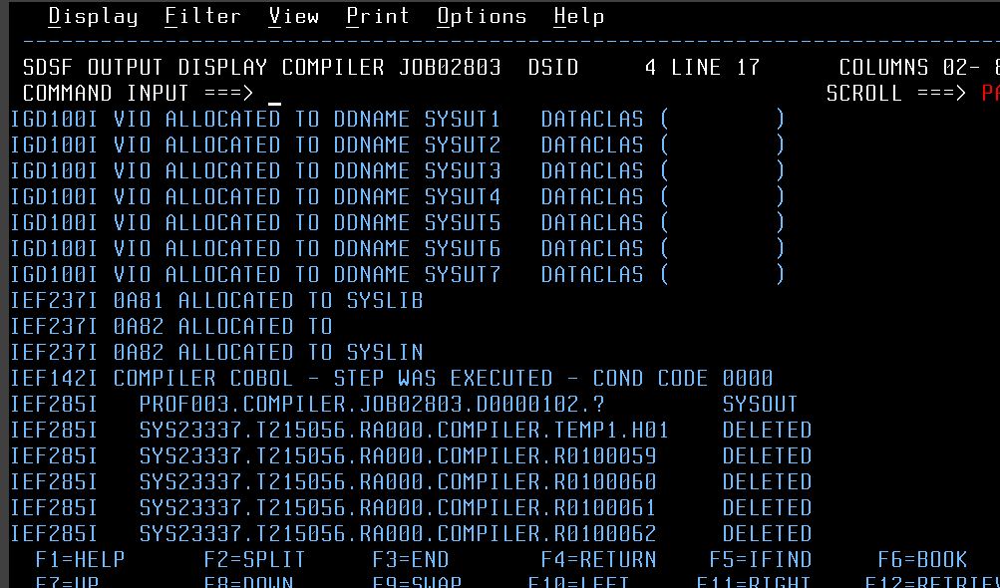 Display Filter View Print Options Help
SDSF OUTPUT DISPLAY COMPILER JOB02803 DSID 4 LINE 17 COLUMNS 02-
COMMAND INPUT ===> _ SCROLL ===> PA
IGD100I VIO ALLOCATED TO DDNAME SYSUT1 DATACLAS ( )
IGD100I VIO ALLOCATED TO DDNAME SYSUT2 DATACLAS ( )
IGD100I VIO ALLOCATED TO DDNAME SYSUT3 DATACLAS ( )
IGD100I VIO ALLOCATED TO DDNAME SYSUT4 DATACLAS ( )
IGD100I VIO ALLOCATED TO DDNAME SYSUT5 DATACLAS ( )
IGD100I VIO ALLOCATED TO DDNAME SYSUT6 DATACLAS ( )
IGD100I VIO ALLOCATED TO DDNAME SYSUT7 DATACLAS ( )
IEF237I 0A81 ALLOCATED TO SYSLIB
IEF237I 0A82 ALLOCATED TO
IEF237I 0A82 ALLOCATED TO SYSLIN
IEF142I COMPILER COBOL - STEP WAS EXECUTED - COND CODE 0000
IEF285I PROF003.COMPILER.JOB02803.D0000102.? SYSOUT
IEF285I SYS23337.T215056.RA000.COMPILER.TEMP1.H01 DELETED
IEF285I SYS23337.T215056.RA000.COMPILER.R0100059 DELETED
IEF285I SYS23337.T215056.RA000.COMPILER.R0100060 DELETED
IEF285I SYS23337.T215056.RA000.COMPILER.R0100061 DELETED
IEF285I SYS23337.T215056.RA000.COMPILER.R0100062 DELETED
F1=HELP F2=SPLIT F3=END F4=RETURN F5=IFIND F6=BOOK
F7=UP F8=DOWN F9=SWAP F10=LEFT F11=RIGHT F12=RETRIEV